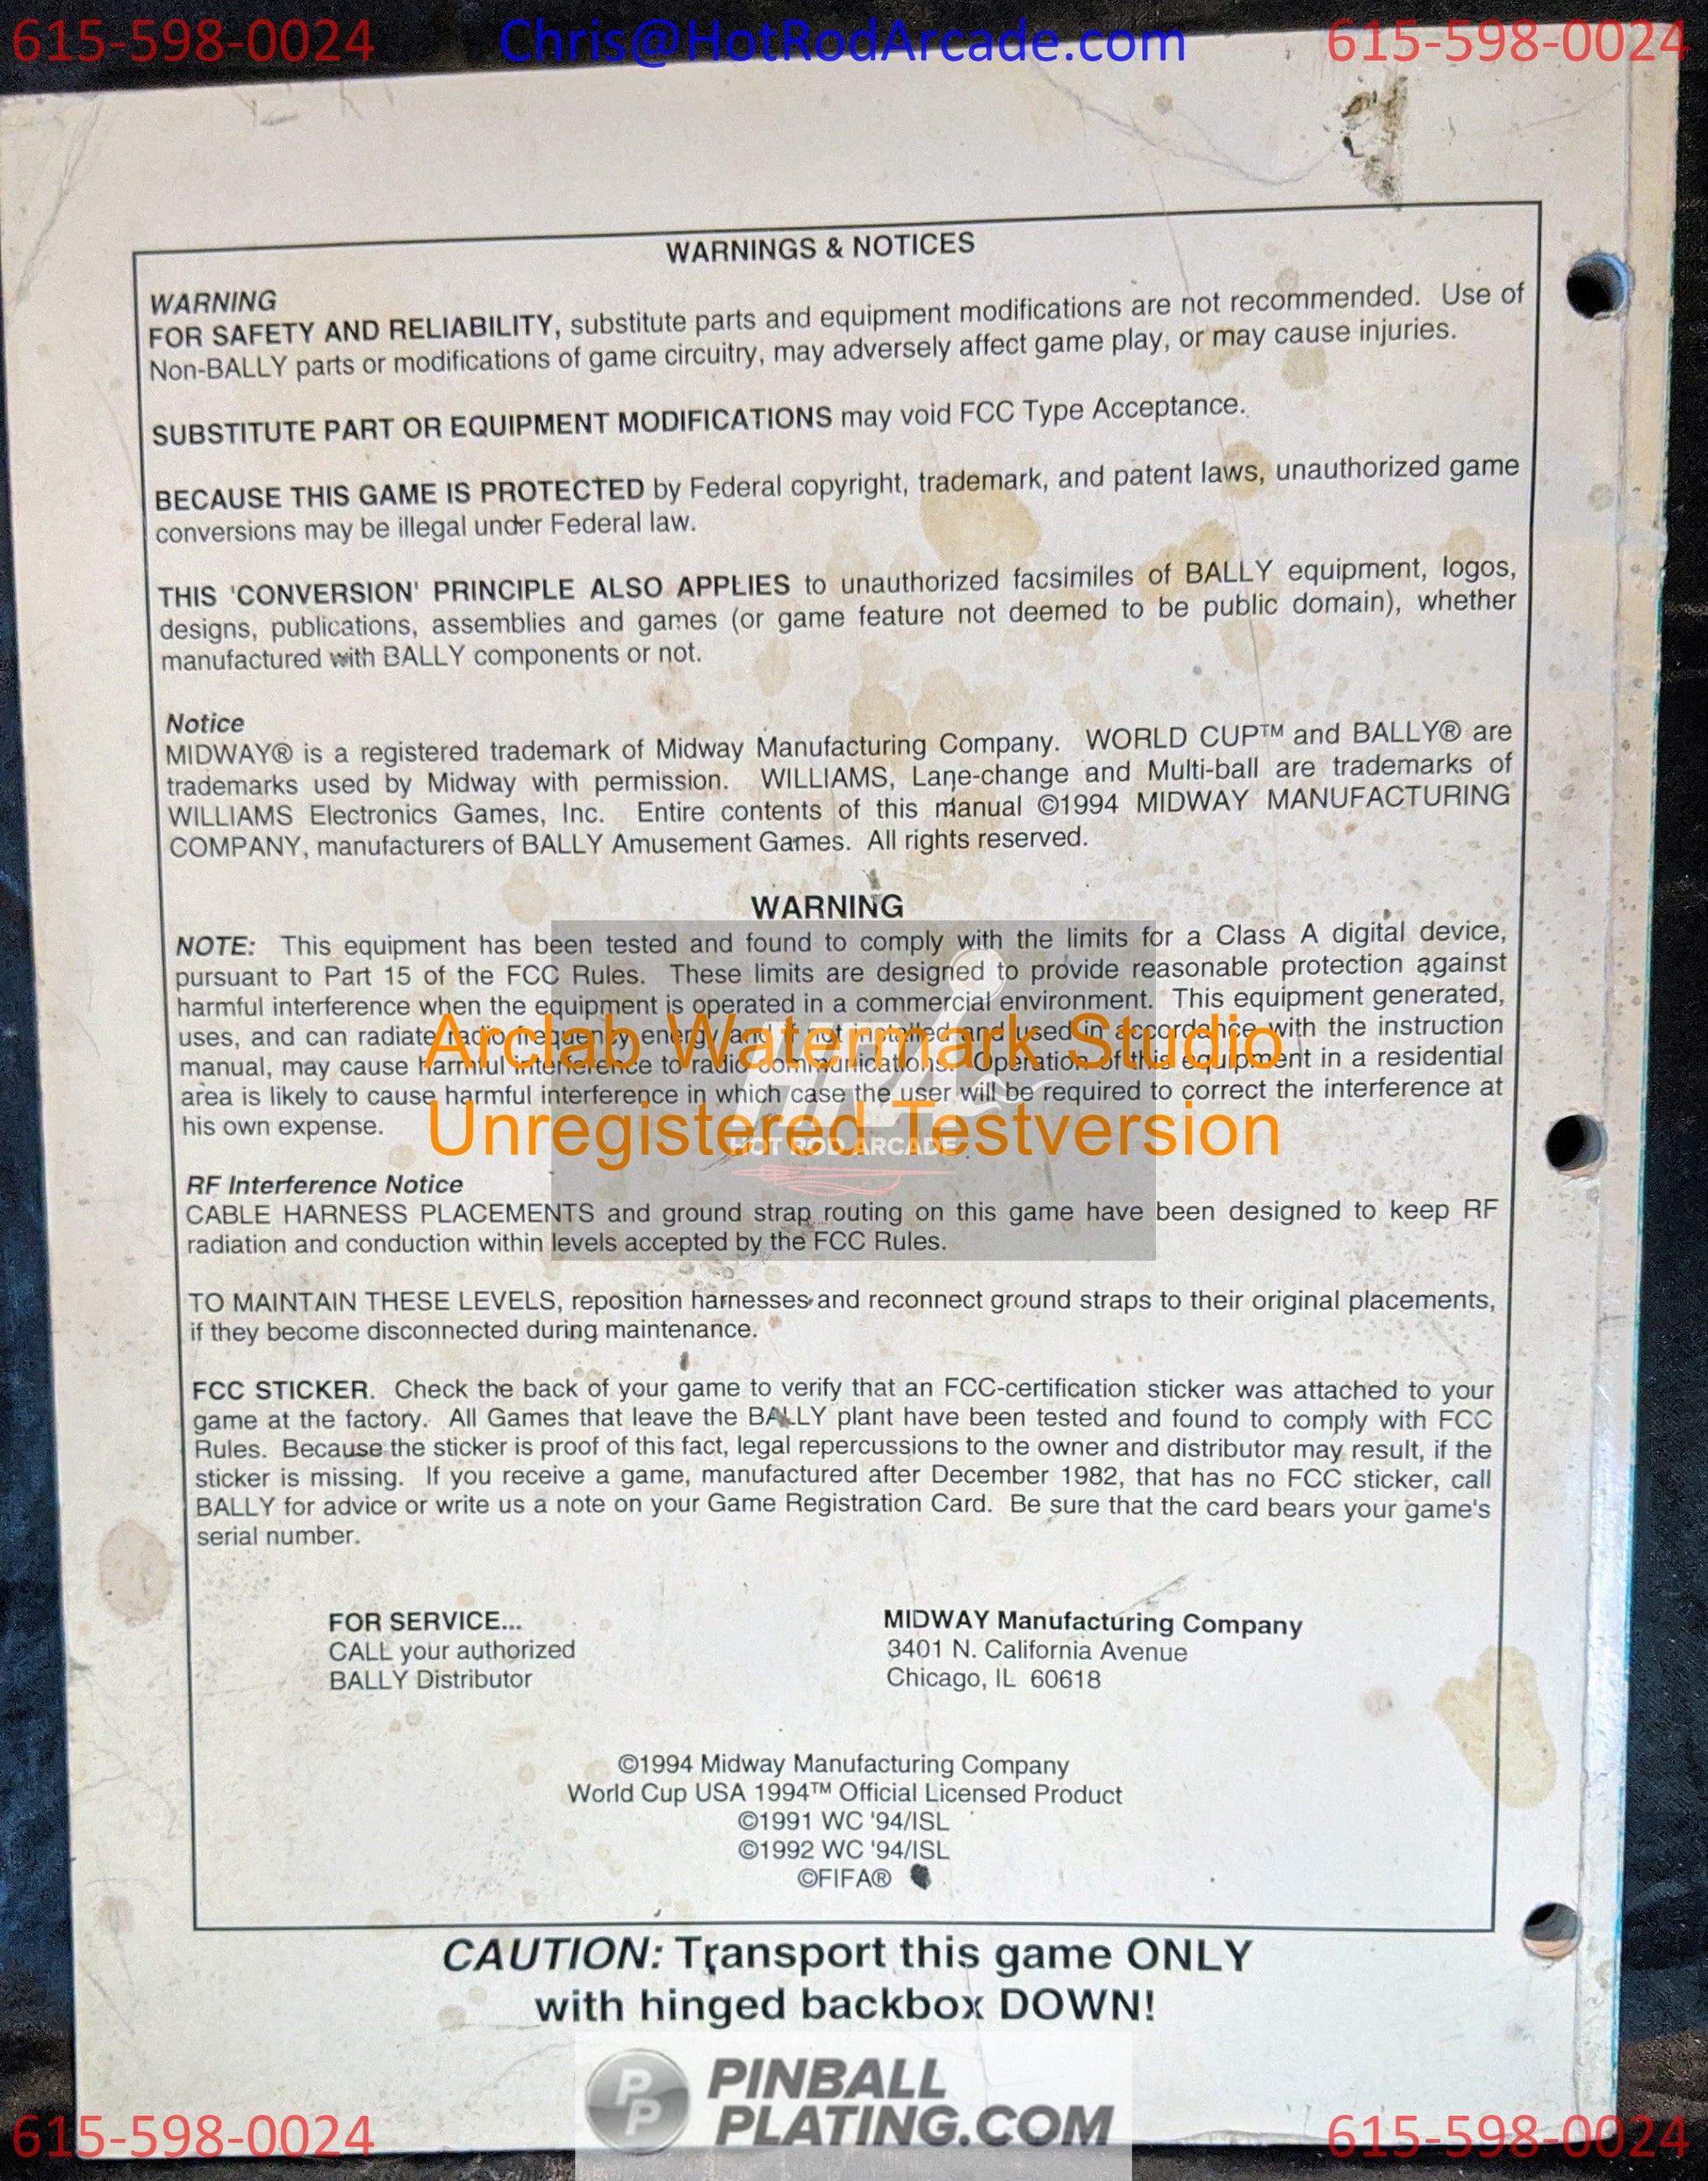 615-598-0024 Chris@HotRodArcade.com 615-598-0024
WARNINGS & NOTICES
WARNING
FOR SAFETY AND RELIABILITY, substitute parts and equipment modifications are not recommended. Use of
Non-BALLY parts or modifications of game circuitry, may adversely affect game play, or may cause injuries.
SUBSTITUTE PART OR EQUIPMENT MODIFICATIONS may void FCC Type Acceptance.
BECAUSE THIS GAME IS PROTECTED by Federal copyright, trademark, and patent laws, unauthorized game
conversions may be illegal under Federal law.
THIS 'CONVERSION' PRINCIPLE ALSO APPLIES to unauthorized facsimiles of BALLY equipment, logos,
designs, publications, assemblies and games (or game feature not deemed to be public domain), whether
manufactured with BALLY components or not.
Notice
MIDWAY® is a registered trademark of Midway Manufacturing Company. WORLD CUP™ and BALLY® are
trademarks used by Midway with permission. WILLIAMS, Lane-change and Multi-ball are trademarks of
WILLIAMS Electronics Games, Inc. Entire contents of this manual ©1994 MIDWAY MANUFACTURING
COMPANY, manufacturers of BALLY Amusement Games. All rights reserved.
WARNING
NOTE: This equipment has been tested and found to comply with the limits for a Class A digital device,
pursuant to Part 15 of the FCC Rules. These limits are designed to provide reasonable protection against
harmful interference when the equipment is operated in a commercial environment. This equipment generated,
uses, and can radiate radio frequency energy and if not installed and used in accordance with the instruction
manual, may cause harmful interference to radio communications. Operation of this equipment in a residential
area is likely to cause harmful interference in which case the user will be required to correct the interference at
his own expense.
Arclab Watermark Studio
Unregistered Testversion
HRA
HOT ROD ARCADE
RF Interference Notice
CABLE HARNESS PLACEMENTS and ground strap routing on this game have been designed to keep RF
radiation and conduction within levels accepted by the FCC Rules.
TO MAINTAIN THESE LEVELS, reposition harnesses and reconnect ground straps to their original placements,
if they become disconnected during maintenance.
FCC STICKER. Check the back of your game to verify that an FCC-certification sticker was attached to your
game at the factory. All Games that leave the BALLY plant have been tested and found to comply with FCC
Rules. Because the sticker is proof of this fact, legal repercussions to the owner and distributor may result, if the
sticker is missing. If you receive a game, manufactured after December 1982, that has no FCC sticker, call
BALLY for advice or write us a note on your Game Registration Card. Be sure that the card bears your game's
serial number.
FOR SERVICE...
CALL your authorized
BALLY Distributor
MIDWAY Manufacturing Company
3401 N. California Avenue
Chicago, IL 60618
©1994 Midway Manufacturing Company
World Cup USA 1994™ Official Licensed Product
©1991 WC '94/ISL
©1992 WC '94/ISL
©FIFA®
CAUTION: Transport this game ONLY
with hinged backbox DOWN!
PP
PINBALL
PLATING.COM
615-598-0024 615-598-0024